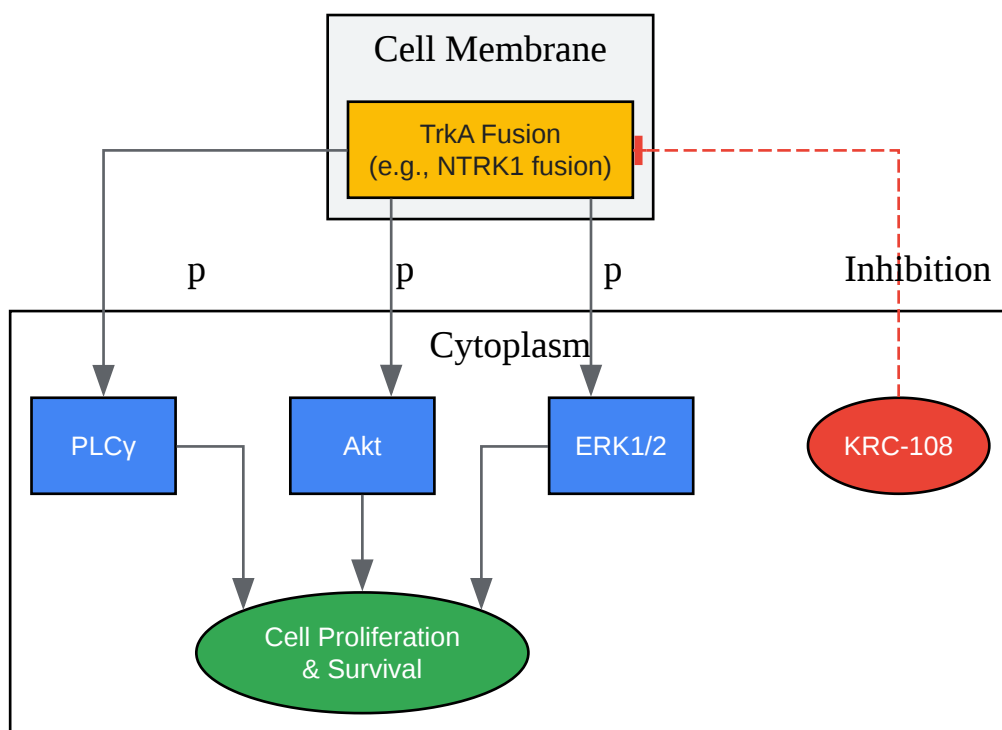 Cell Membrane
TrkA Fusion
(e.g., NTRK1 fusion)
p
p
p
Inhibition
Cytoplasm
PLCγ
Akt
ERK1/2
KRC-108
Cell Proliferation
& Survival